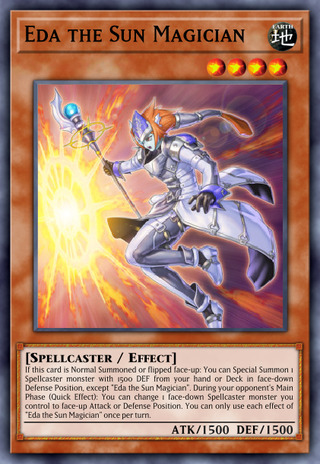 Eda the Sun Magician
EARTH
地
[Spellcaster / Effect]
If this card is Normal Summoned or flipped face-up: You can Special Summon 1
Spellcaster monster with 1500 DEF from your hand or Deck in face-down
Defense Position, except "Eda the Sun Magician". During your opponent's Main
Phase (Quick Effect): You can change 1 face-down Spellcaster monster you
control to face-up Attack or Defense Position. You can only use each effect of
"Eda the Sun Magician" once per turn.
ATK/1500 DEF/1500